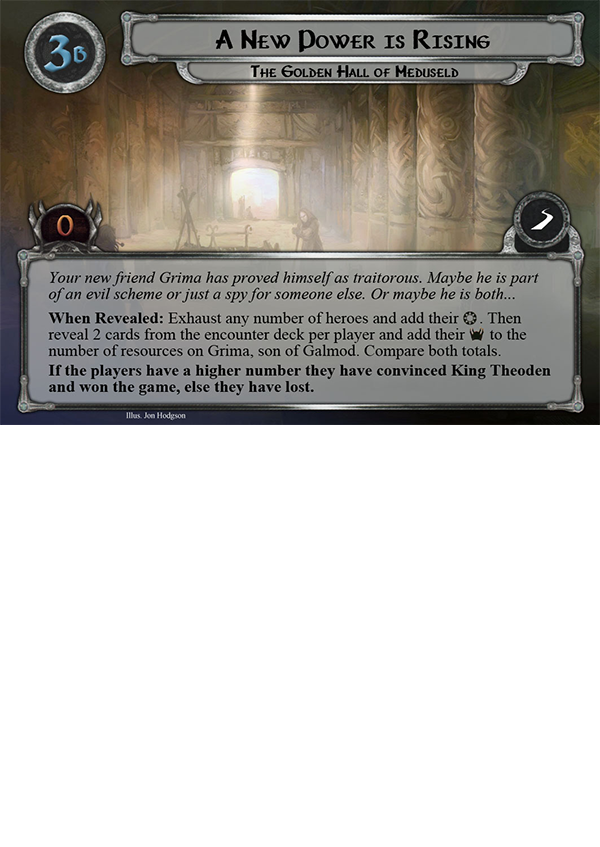 3B
A New Power is Rising
The Golden Hall of Meduseld
0
Your new friend Grima has proved himself as traitorous. Maybe he is part
of an evil scheme or just a spy for someone else. Or maybe he is both...
When Revealed: Exhaust any number of heroes and add their . Then
reveal 2 cards from the encounter deck per player and add their to the
number of resources on Grima, son of Galmod. Compare both totals.
If the players have a higher number they have convinced King Theoden
and won the game, else they have lost.
Illus. Jon Hodgson